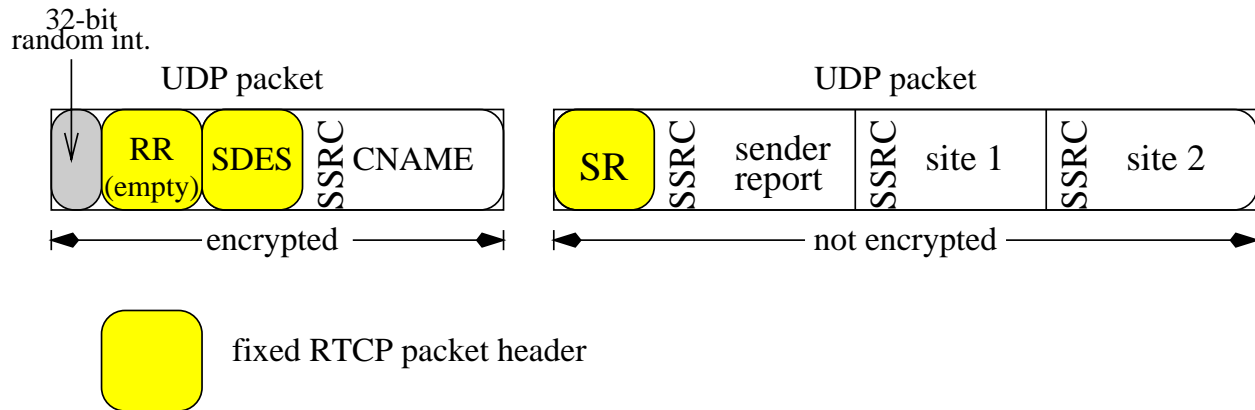 32-bit
random int.
UDP packet
UDP packet
RR
(empty)
SDES
SSRC
CNAME
SR
SSRC
sender
report
SSRC
site 1
SSRC
site 2
encrypted
not encrypted
fixed RTCP packet header